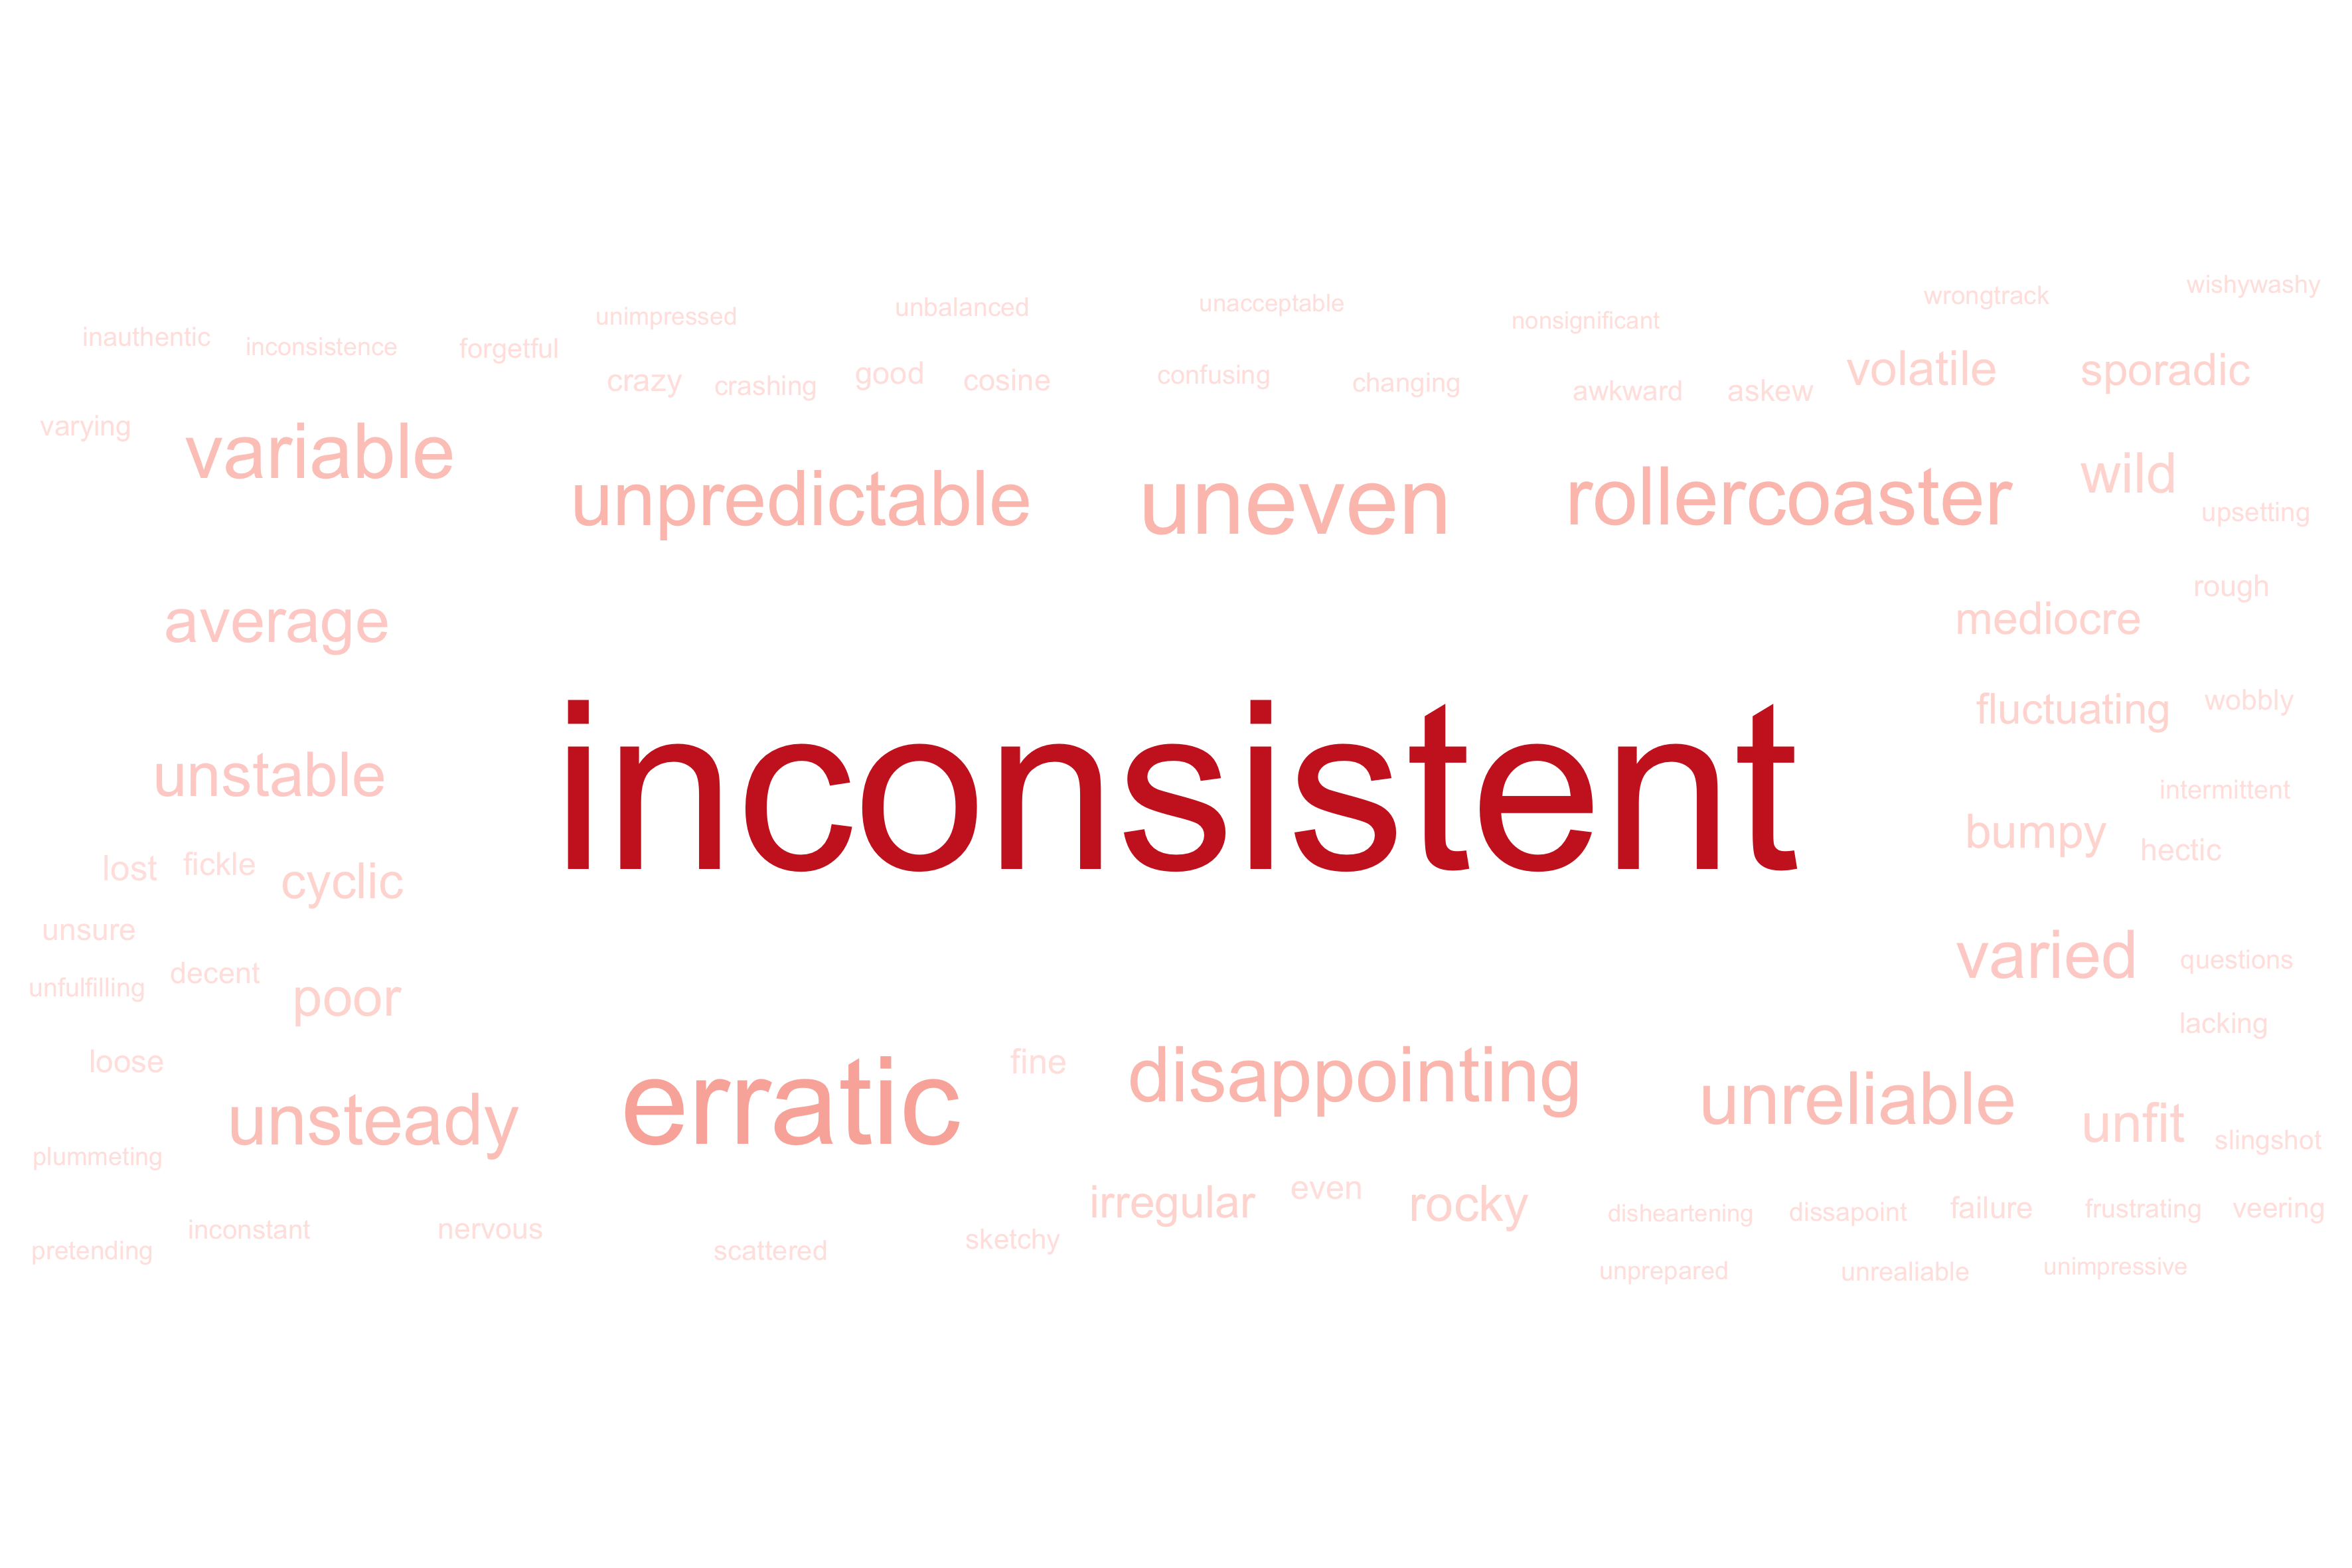 wishywashy
wrongtrack
unbalanced
unacceptable
unimpressed
nonsignificant
inauthentic
inconsistence
forgetful
volatile
sporadic
good
cosine
confusing
crazy
crashing
changing
awkward
askew
varying
variable
wild
unpredictable
uneven
rollercoaster
upsetting
rough
average
mediocre
fluctuating
wobbly
unstable
inconsistent
intermittent
bumpy
hectic
lost
fickle
cyclic
unsure
varied
questions
unfulfilling
decent
poor
lacking
loose
fine
disappointing
unreliable
unsteady
erratic
unfit
slingshot
plummeting
irregular
even
rocky
disheartening
dissapoint
failure
frustrating
veering
pretending
inconstant
nervous
scattered
sketchy
unprepared
unrealiable
unimpressive